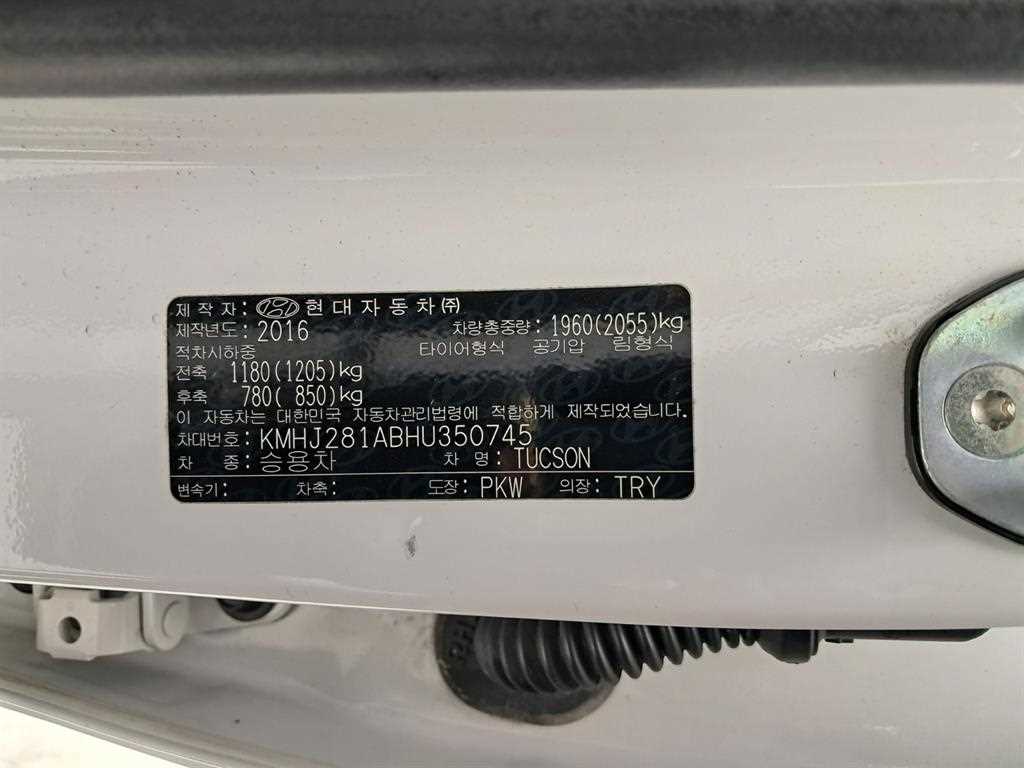 제 작 자: 현대자동차㈜
제작년도: 2016 차량총중량: 1960(2055)kg
적차시하중 타이어형식 공기압 림형식
전축 1180(1205)kg
후축 780( 850)kg
이 자동차는 대한민국 자동차관리법령에 적합하게 제작되었습니다.
차대번호: KMHJ281ABHU350745
차 종: 승용차 차 명: TUCSON
변속기: 차축: 도장: PKW 의장: TRY